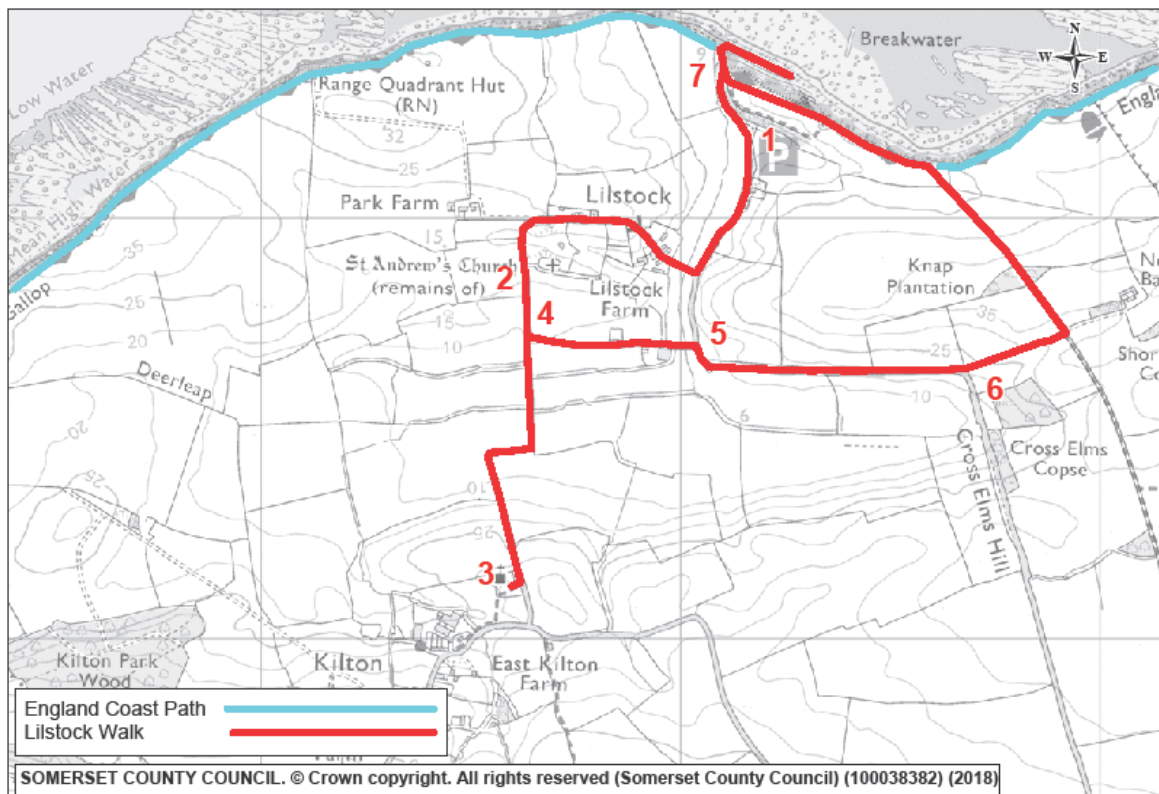 Breakwater
N
W E
S
9
Low Water
Range Quadrant Hut
(RN)
7
Engla
32
25
1
P
Mean High Water
Park Farm
Lilstock
15
35
St Andrew's Church
(remains of)
2
Lilstock
Farm
Knap
Plantation
Gallop
25
20
15
10
4
5
35
25
Shor
Deerleap
6
10
6
20
25
Cross Elms
Copse
Cross Elms Hill
10
3
Kilton Park
Wood
Kilton
East Kilton
Farm
England Coast Path
Lilstock Walk
SOMERSET COUNTY COUNCIL. © Crown copyright. All rights reserved (Somerset County Council) (100038382) (2018)